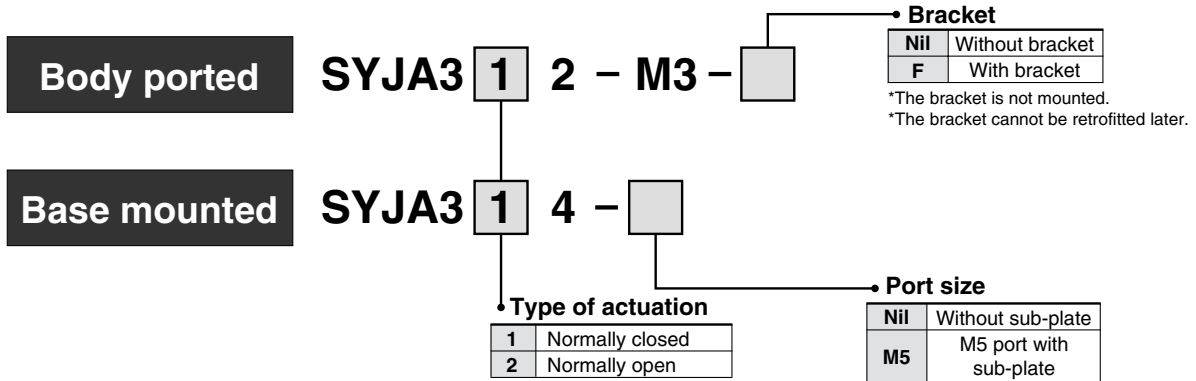 Bracket
Nil Without bracket
F With bracket
*The bracket is not mounted.
*The bracket cannot be retrofitted later.
Body ported SYJA3 1 2 – M3 –
Base mounted SYJA3 1 4 –
Type of actuation
1 Normally closed
2 Normally open
Port size
Nil Without sub-plate
M5 M5 port with
sub-plate